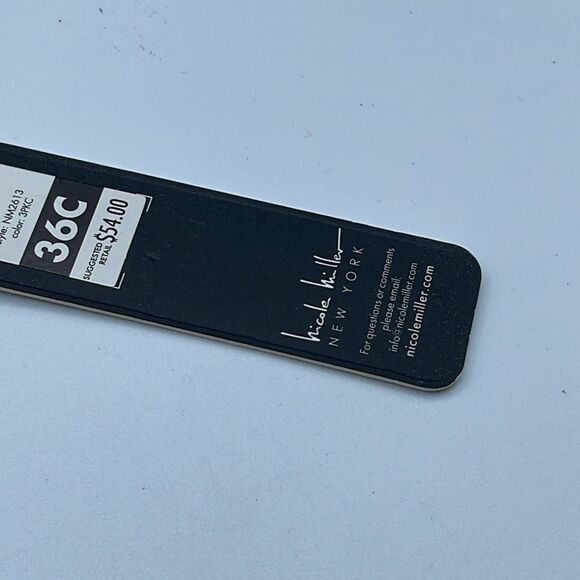 style: NM2613
color: 3PKC
36C
SUGGESTED
RETAIL $54.00
nicole miller
NEW YORK
For questions or comments
please email:
info@nicolemiller.com
nicolemiller.com